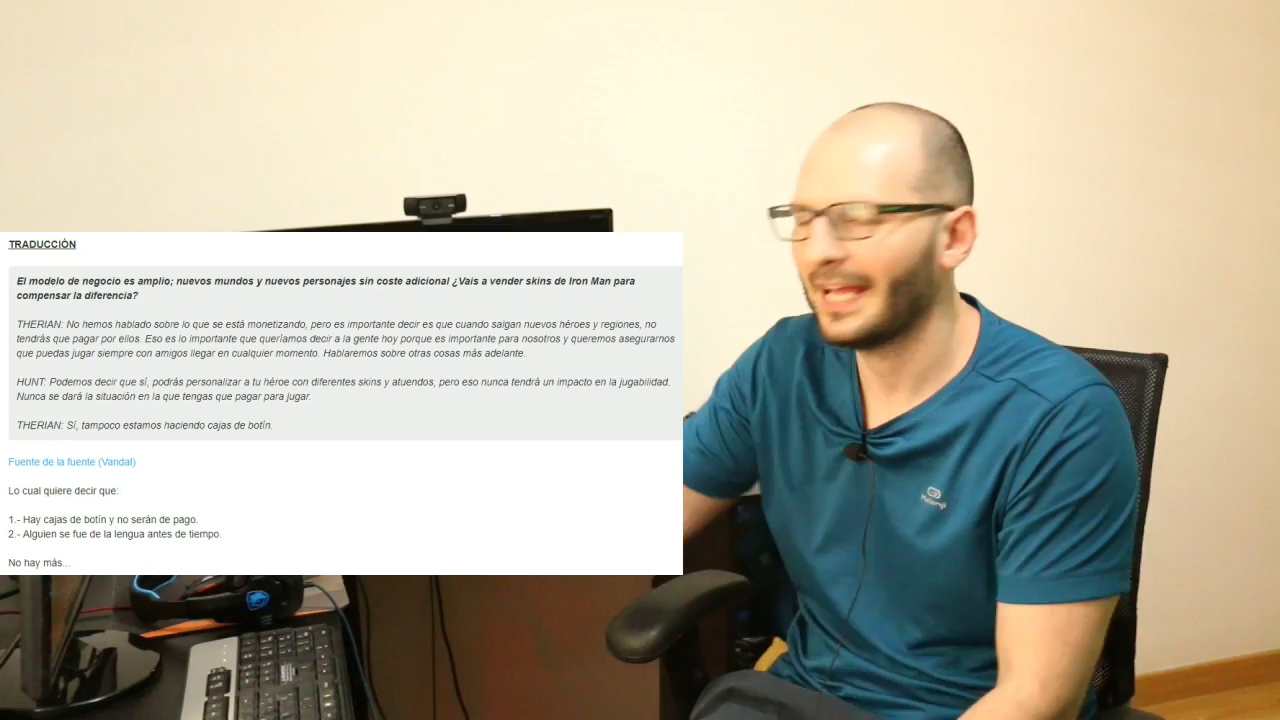 TRADUCCIÓN
El modelo de negocio es amplio; nuevos mundos y nuevos personajes sin coste adicional ¿Vais a vender skins de Iron Man para
compensar la diferencia?
THERIAN: No hemos hablado sobre lo que se está monetizando, pero es importante decir es que cuando salgan nuevos héroes y regiones, no
tendrás que pagar por ellos. Eso es lo importante que queríamos decir a la gente hoy porque es importante para nosotros y queremos asegurarnos
que puedas jugar siempre con amigos llegar en cualquier momento. Hablaremos sobre otras cosas más adelante.
HUNT: Podemos decir que sí, podrás personalizar a tu héroe con diferentes skins y atuendos, pero eso nunca tendrá un impacto en la jugabilidad.
Nunca se dará la situación en la que tengas que pagar para jugar.
THERIAN: Sí, tampoco estamos haciendo cajas de botín.
Fuente de la fuente (Vandal)
Lo cual quiere decir que:
1.- Hay cajas de botín y no serán de pago.
2.- Alguien se fue de la lengua antes de tiempo.
No hay más...